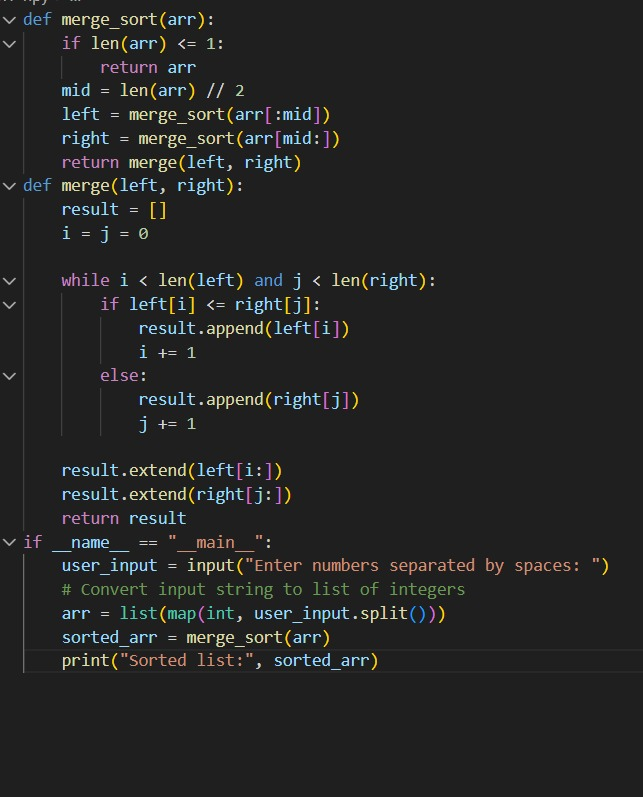 def merge_sort(arr):
    if len(arr) <= 1:
        return arr
    mid = len(arr) // 2
    left = merge_sort(arr[:mid])
    right = merge_sort(arr[mid:])
    return merge(left, right)
def merge(left, right):
    result = []
    i = j = 0

    while i < len(left) and j < len(right):
        if left[i] <= right[j]:
            result.append(left[i])
            i += 1
        else:
            result.append(right[j])
            j += 1

    result.extend(left[i:])
    result.extend(right[j:])
    return result
if __name__ == "__main__":
    user_input = input("Enter numbers separated by spaces: ")
    # Convert input string to list of integers
    arr = list(map(int, user_input.split()))
    sorted_arr = merge_sort(arr)
    print("Sorted list:", sorted_arr)